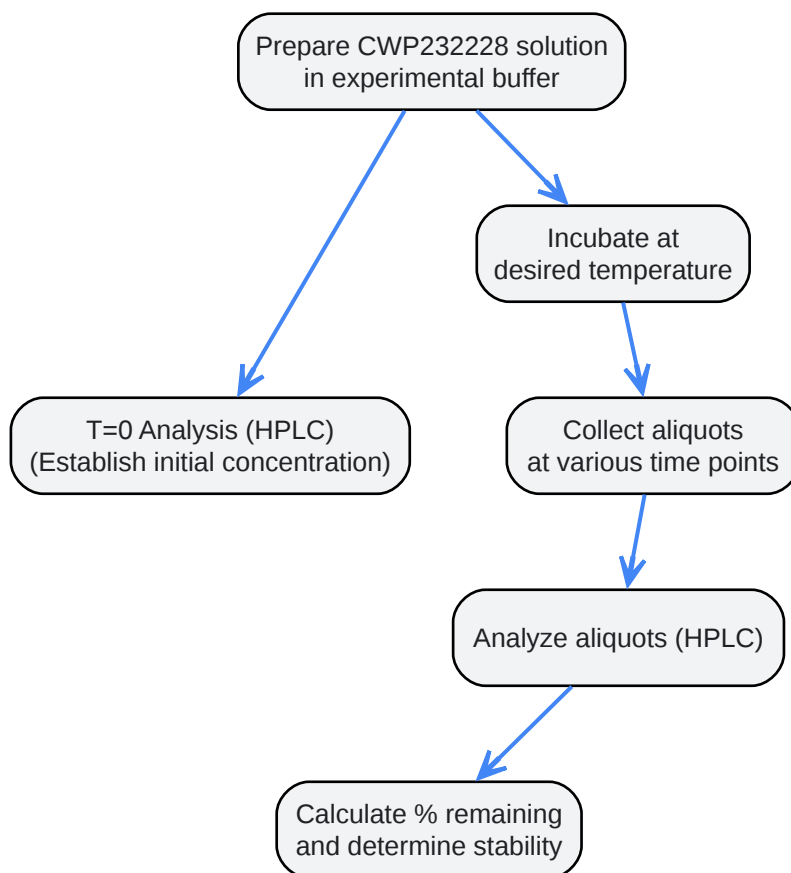 Prepare CWP232228 solution
in experimental buffer
Incubate at
desired temperature
T=0 Analysis (HPLC)
(Establish initial concentration)
Collect aliquots
at various time points
Analyze aliquots (HPLC)
Calculate % remaining
and determine stability